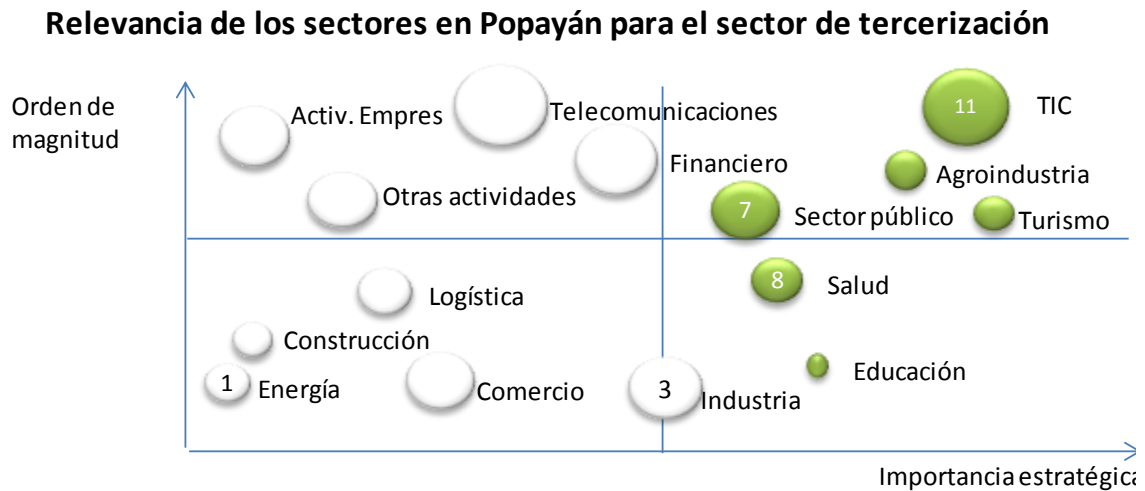 Relevancia de los sectores en Popayán para el sector de tercerización
Orden de
magnitud
Activ. Empres
Telecomunicaciones
11
TIC
Financiero
Agroindustria
Otras actividades
7
Sector público
Turismo
8
Salud
Logística
Construcción
1
Energía
Comercio
3
Industria
Educación
Importancia estratégica